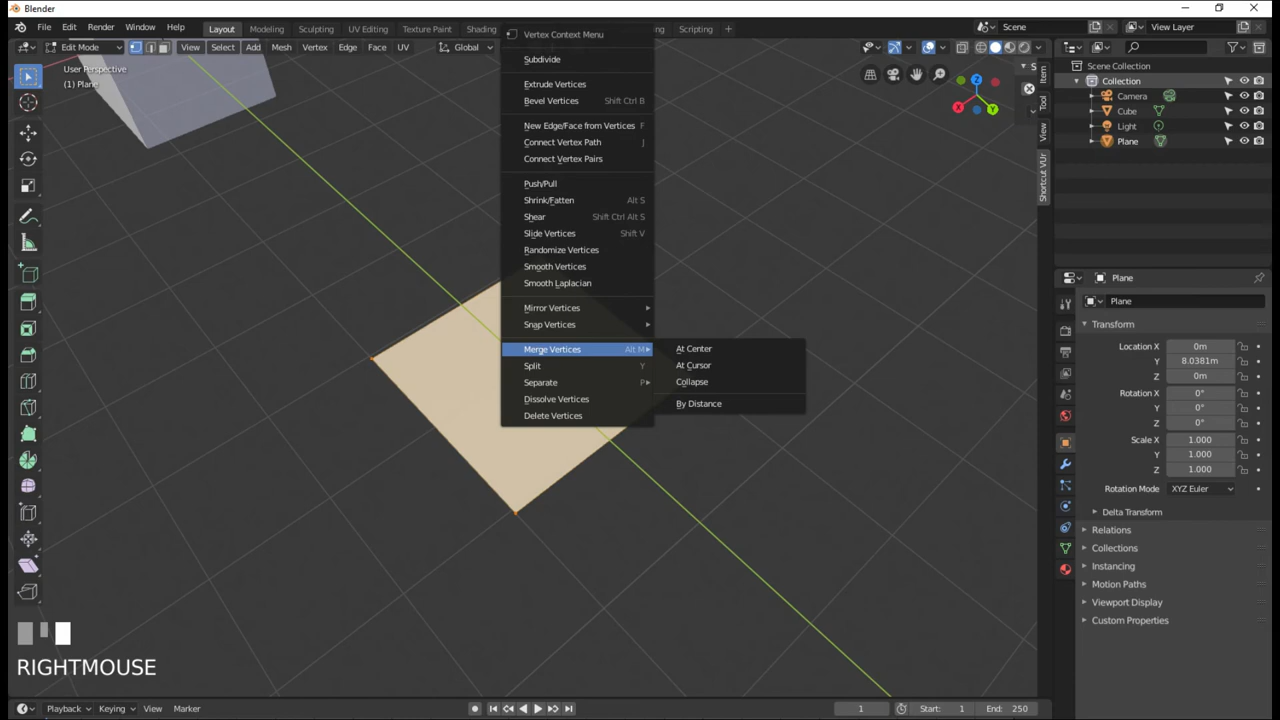 Blender
File Edit Render Window Help Layout Modeling Sculpting UV Editing Texture Paint Shading ng Scripting + Scene View Layer
Edit Mode View Select Add Mesh Vertex Edge Face UV Global
User Perspective
(1) Plane
Vertex Context Menu
Subdivide
Extrude Vertices
Bevel Vertices Shift Ctrl B
New Edge/Face from Vertices F
Connect Vertex Path J
Connect Vertex Pairs
Push/Pull
Shrink/Fatten Alt S
Shear Shift Ctrl Alt S
Slide Vertices Shift V
Randomize Vertices
Smooth Vertices
Smooth Laplacian
Mirror Vertices
Snap Vertices
Merge Vertices Alt M
Split Y
Separate P
Dissolve Vertices
Delete Vertices
At Center
At Cursor
Collapse
By Distance
Z
X
Y
S
Item
Tool
View
Shortcut VUr
Scene Collection
Collection
Camera
Cube
Light
Plane
Plane
Plane
Transform
Location X 0m
Y 8.0381m
Z 0m
Rotation X 0°
Y 0°
Z 0°
Scale X 1.000
Y 1.000
Z 1.000
Rotation Mode XYZ Euler
Delta Transform
Relations
Collections
Instancing
Motion Paths
Viewport Display
Custom Properties
RIGHTMOUSE
Playback Keying View Marker 1 Start: 1 End: 250